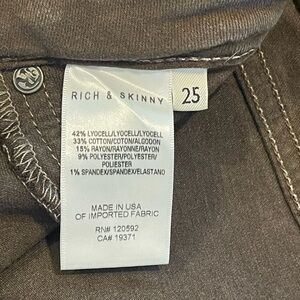 RICH & SKINNY
25
42% LYOCELL/LYOCELL/LYOCELL
33% COTTON/COTON/ALGODON
15% RAYON/RAYONNE/RAYON
9% POLYESTER/POLYESTER/
POLIESTER
1% SPANDEX/SPANDEX/ELASTANO
MADE IN USA
OF IMPORTED FABRIC
RN# 120592
CA# 19371